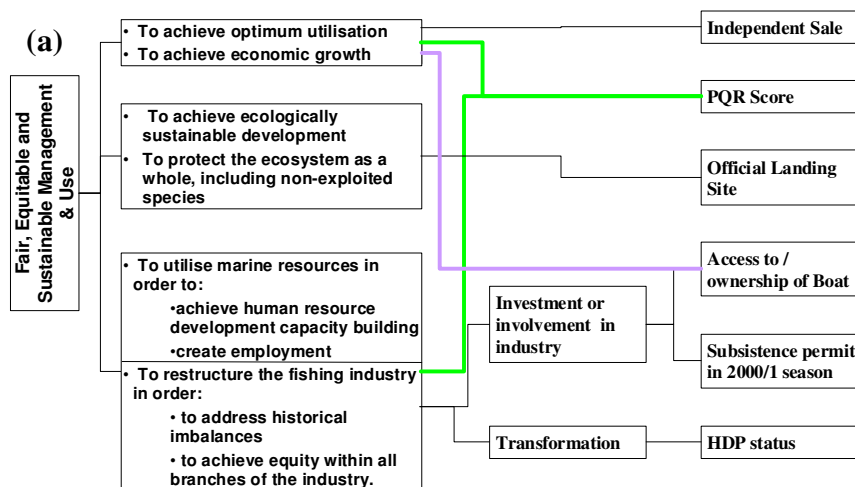 (a)
Fair, Equitable and
Sustainable Management
& Use
• To achieve optimum utilisation
• To achieve economic growth
• To achieve ecologically
sustainable development
• To protect the ecosystem as a
whole, including non-exploited
species
• To utilise marine resources in
order to:
•achieve human resource
development capacity building
•create employment
• To restructure the fishing industry
in order:
• to address historical
imbalances
• to achieve equity within all
branches of the industry.
Investment or
involvement in
industry
Transformation
Independent Sale
PQR Score
Official Landing
Site
Access to /
ownership of Boat
Subsistence permit
in 2000/1 season
HDP status